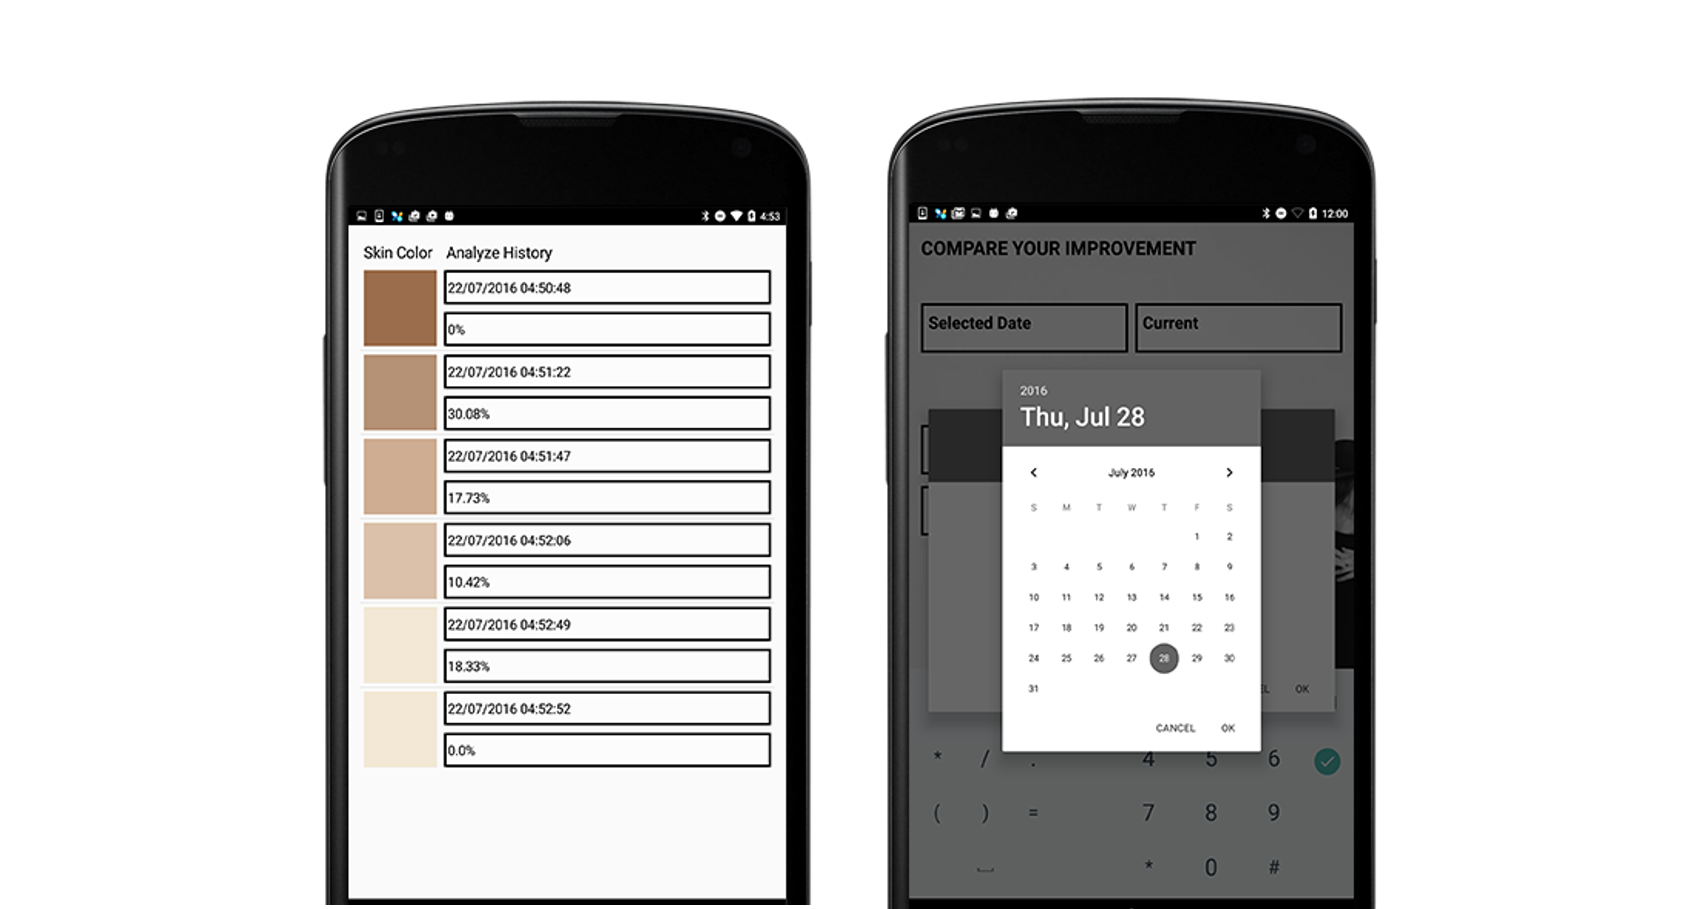 4:53
Skin Color Analyze History
22/07/2016 04:50:48
0%
22/07/2016 04:51:22
30.08%
22/07/2016 04:51:47
17.73%
22/07/2016 04:52:06
10.42%
22/07/2016 04:52:49
18.33%
22/07/2016 04:52:52
0.0%
12:00
COMPARE YOUR IMPROVEMENT
Selected Date Current
2016
Thu, Jul 28
July 2016
S M T W T F S
1 2
3 4 5 6 7 8 9
10 11 12 13 14 15 16
17 18 19 20 21 22 23
24 25 26 27 28 29 30
31
EL OK
CANCEL OK
* / . 4 5 6
( ) = 7 8 9
* 0 #